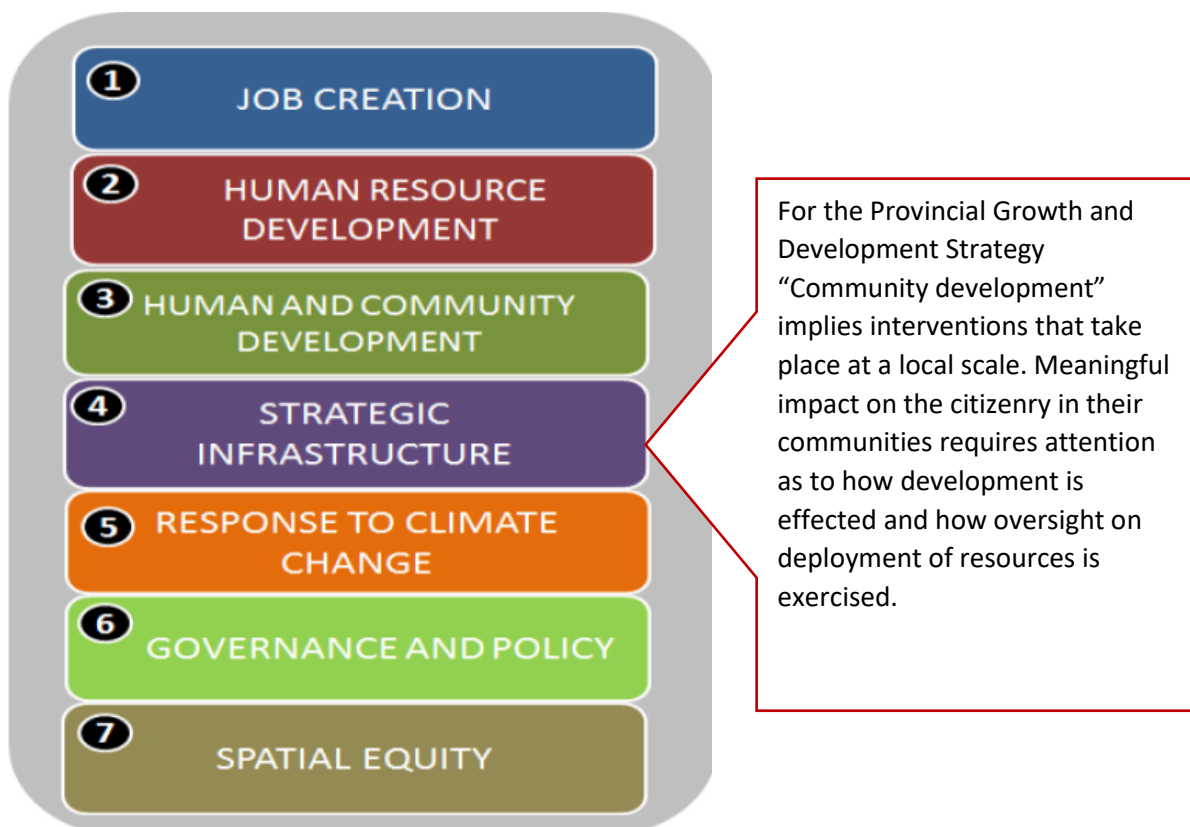 1
JOB CREATION
2
HUMAN RESOURCE
DEVELOPMENT
3
HUMAN AND COMMUNITY
DEVELOPMENT
4
STRATEGIC
INFRASTRUCTURE
5
RESPONSE TO CLIMATE
CHANGE
6
GOVERNANCE AND POLICY
7
SPATIAL EQUITY
For the Provincial Growth and
Development Strategy
“Community development”
implies interventions that take
place at a local scale. Meaningful
impact on the citizenry in their
communities requires attention
as to how development is
effected and how oversight on
deployment of resources is
exercised.